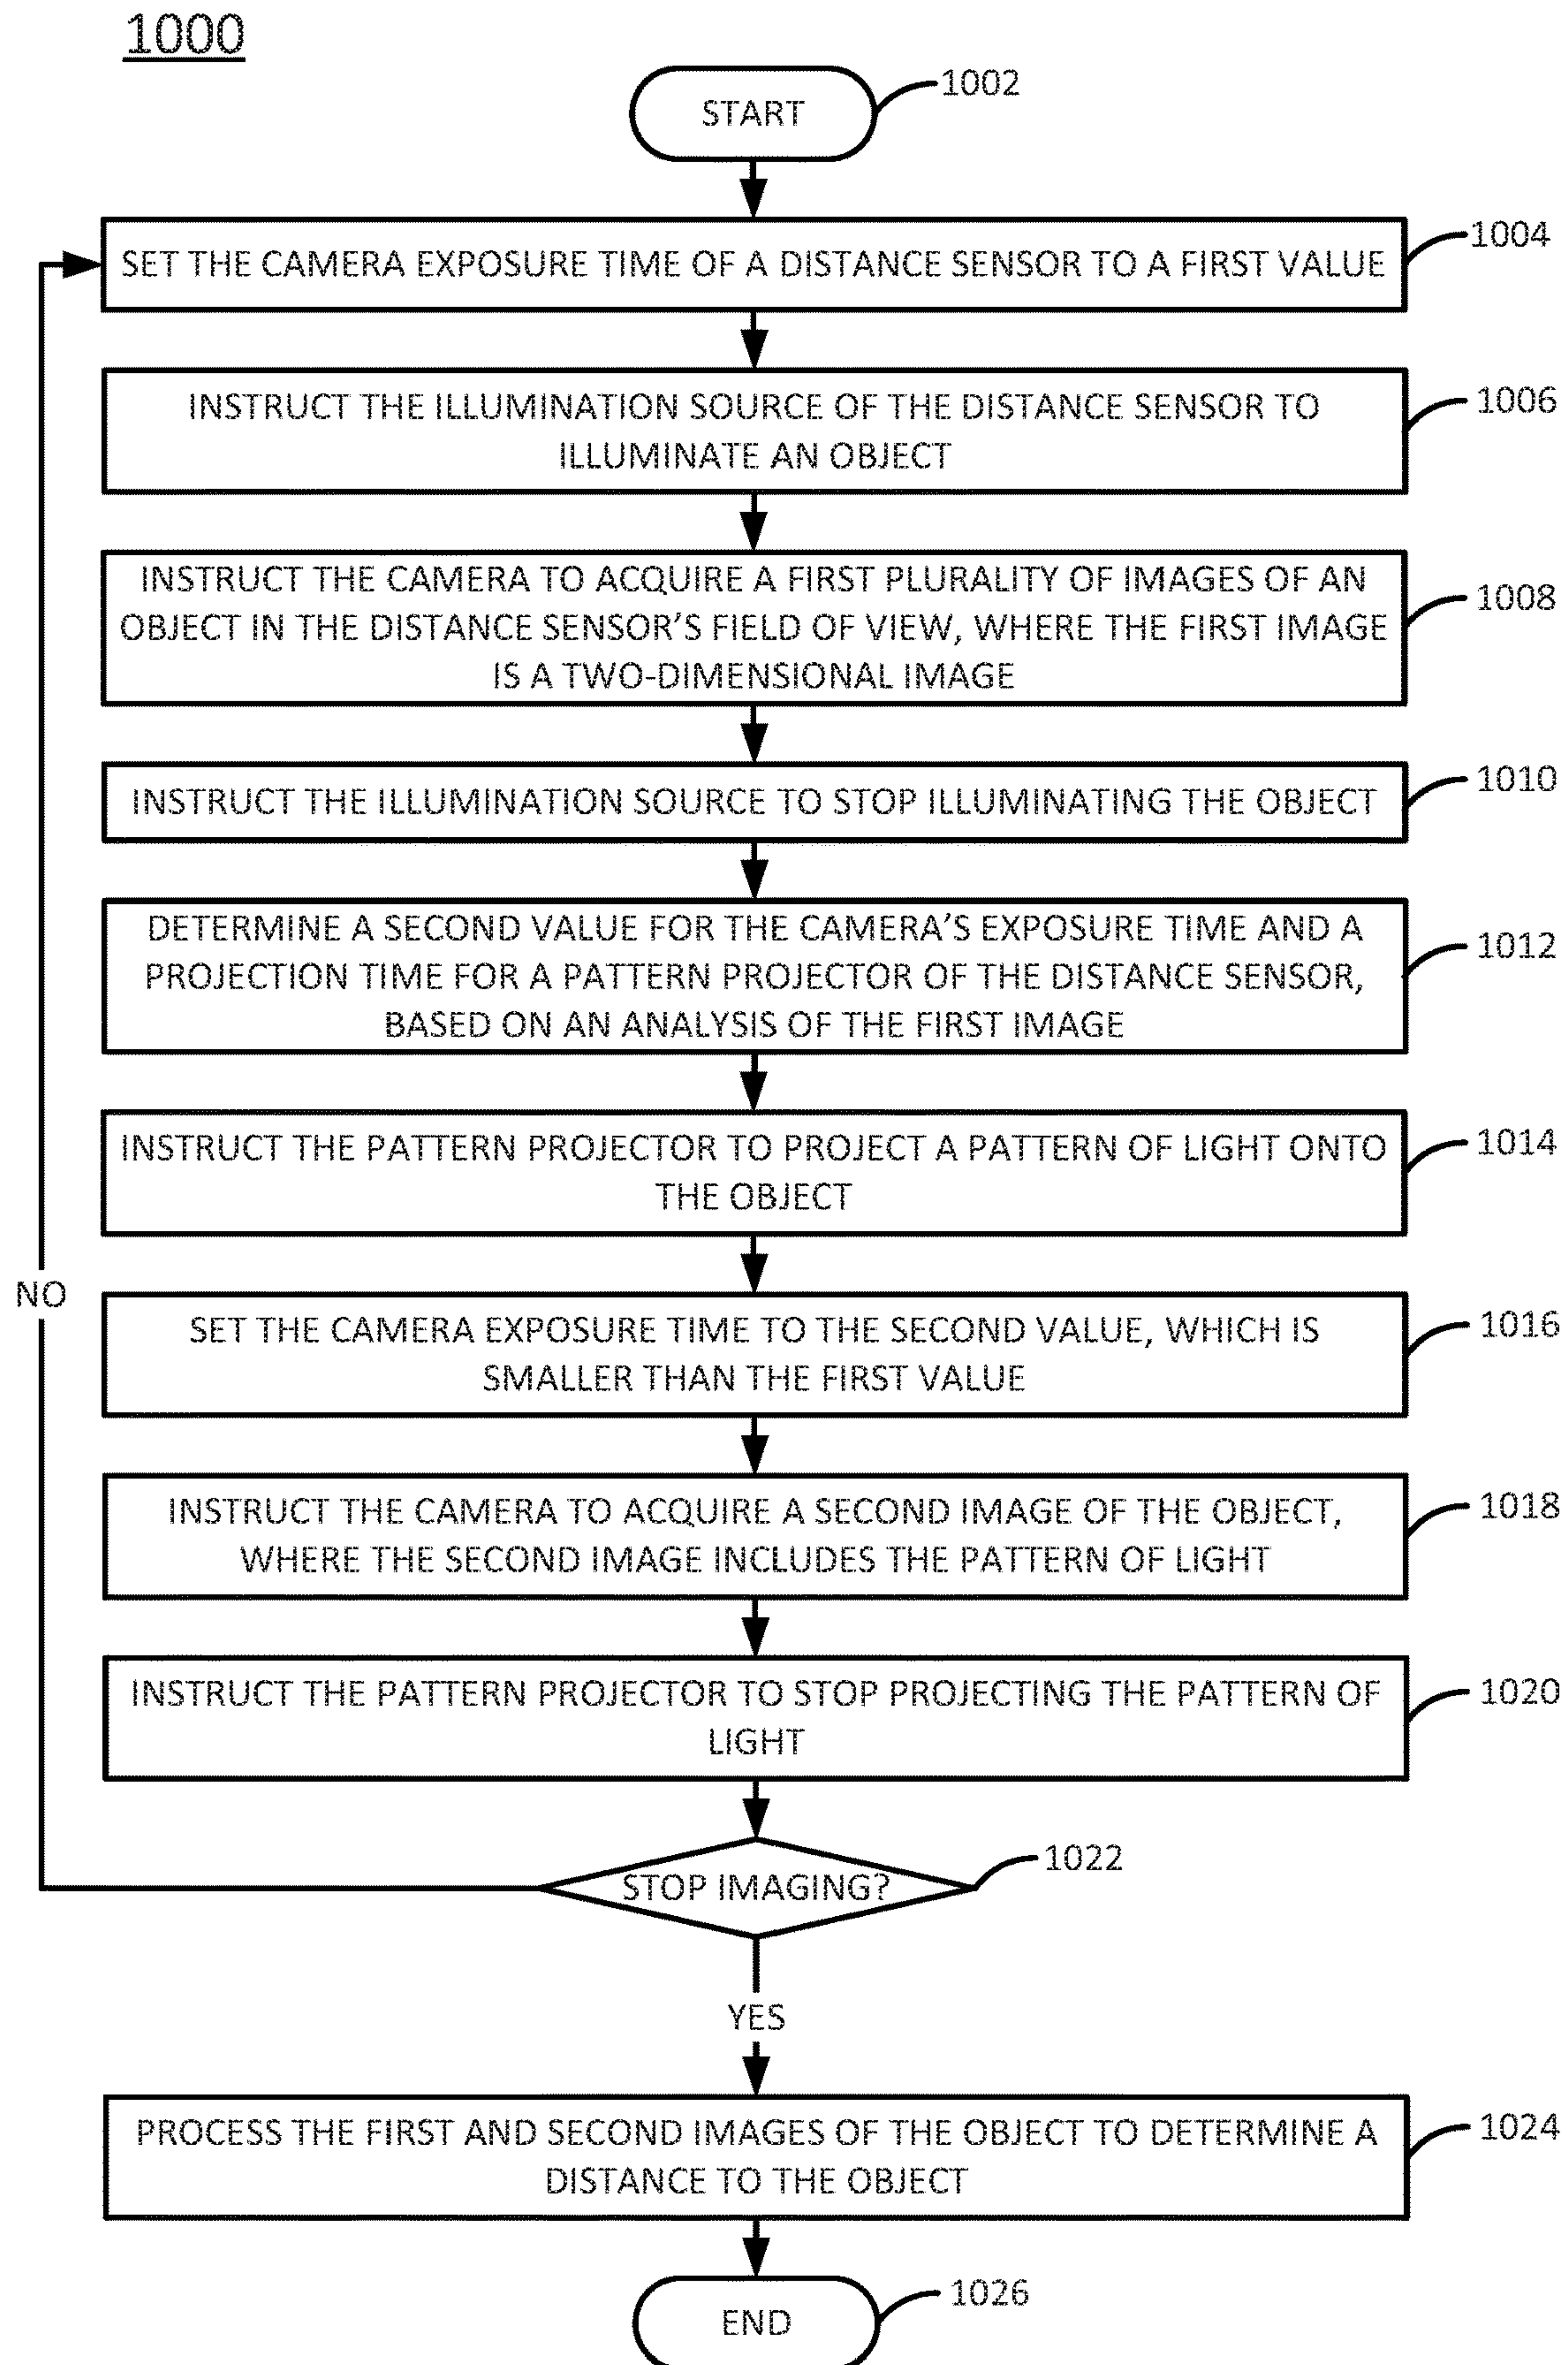 1000
START
1002
SET THE CAMERA EXPOSURE TIME OF A DISTANCE SENSOR TO A FIRST VALUE
1004
INSTRUCT THE ILLUMINATION SOURCE OF THE DISTANCE SENSOR TO
ILLUMINATE AN OBJECT
1006
INSTRUCT THE CAMERA TO ACQUIRE A FIRST PLURALITY OF IMAGES OF AN
OBJECT IN THE DISTANCE SENSOR'S FIELD OF VIEW, WHERE THE FIRST IMAGE
IS A TWO-DIMENSIONAL IMAGE
1008
INSTRUCT THE ILLUMINATION SOURCE TO STOP ILLUMINATING THE OBJECT
1010
DETERMINE A SECOND VALUE FOR THE CAMERA'S EXPOSURE TIME AND A
PROJECTION TIME FOR A PATTERN PROJECTOR OF THE DISTANCE SENSOR,
BASED ON AN ANALYSIS OF THE FIRST IMAGE
1012
INSTRUCT THE PATTERN PROJECTOR TO PROJECT A PATTERN OF LIGHT ONTO
THE OBJECT
1014
NO
SET THE CAMERA EXPOSURE TIME TO THE SECOND VALUE, WHICH IS
SMALLER THAN THE FIRST VALUE
1016
INSTRUCT THE CAMERA TO ACQUIRE A SECOND IMAGE OF THE OBJECT,
WHERE THE SECOND IMAGE INCLUDES THE PATTERN OF LIGHT
1018
INSTRUCT THE PATTERN PROJECTOR TO STOP PROJECTING THE PATTERN OF
LIGHT
1020
STOP IMAGING?
1022
YES
PROCESS THE FIRST AND SECOND IMAGES OF THE OBJECT TO DETERMINE A
DISTANCE TO THE OBJECT
1024
END
1026